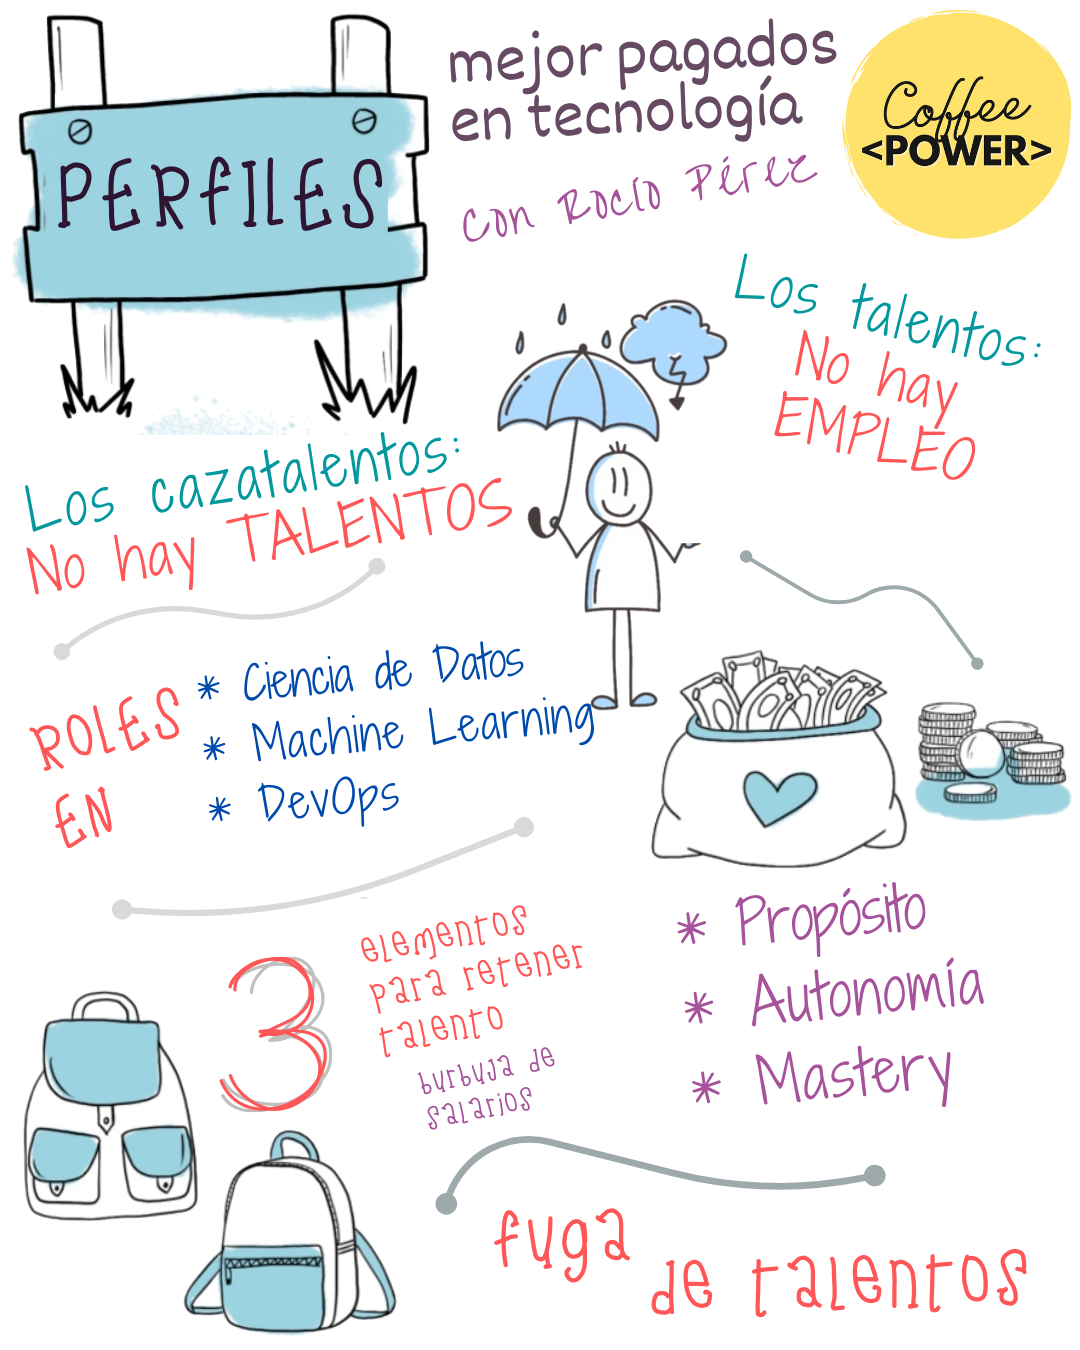 PERFILES
mejor pagados
en tecnología
con Rocío Pérez
Coffee
<POWER>
Los talentos:
No hay
EMPLEO
Los cazatalentos:
No hay TALENTOS
ROLES
EN
* Ciencia de Datos
* Machine Learning
* DevOps
3
elementos
para retener
talento
burbuja de
salarios
* Propósito
* Autonomía
* Mastery
fuga
de talentos